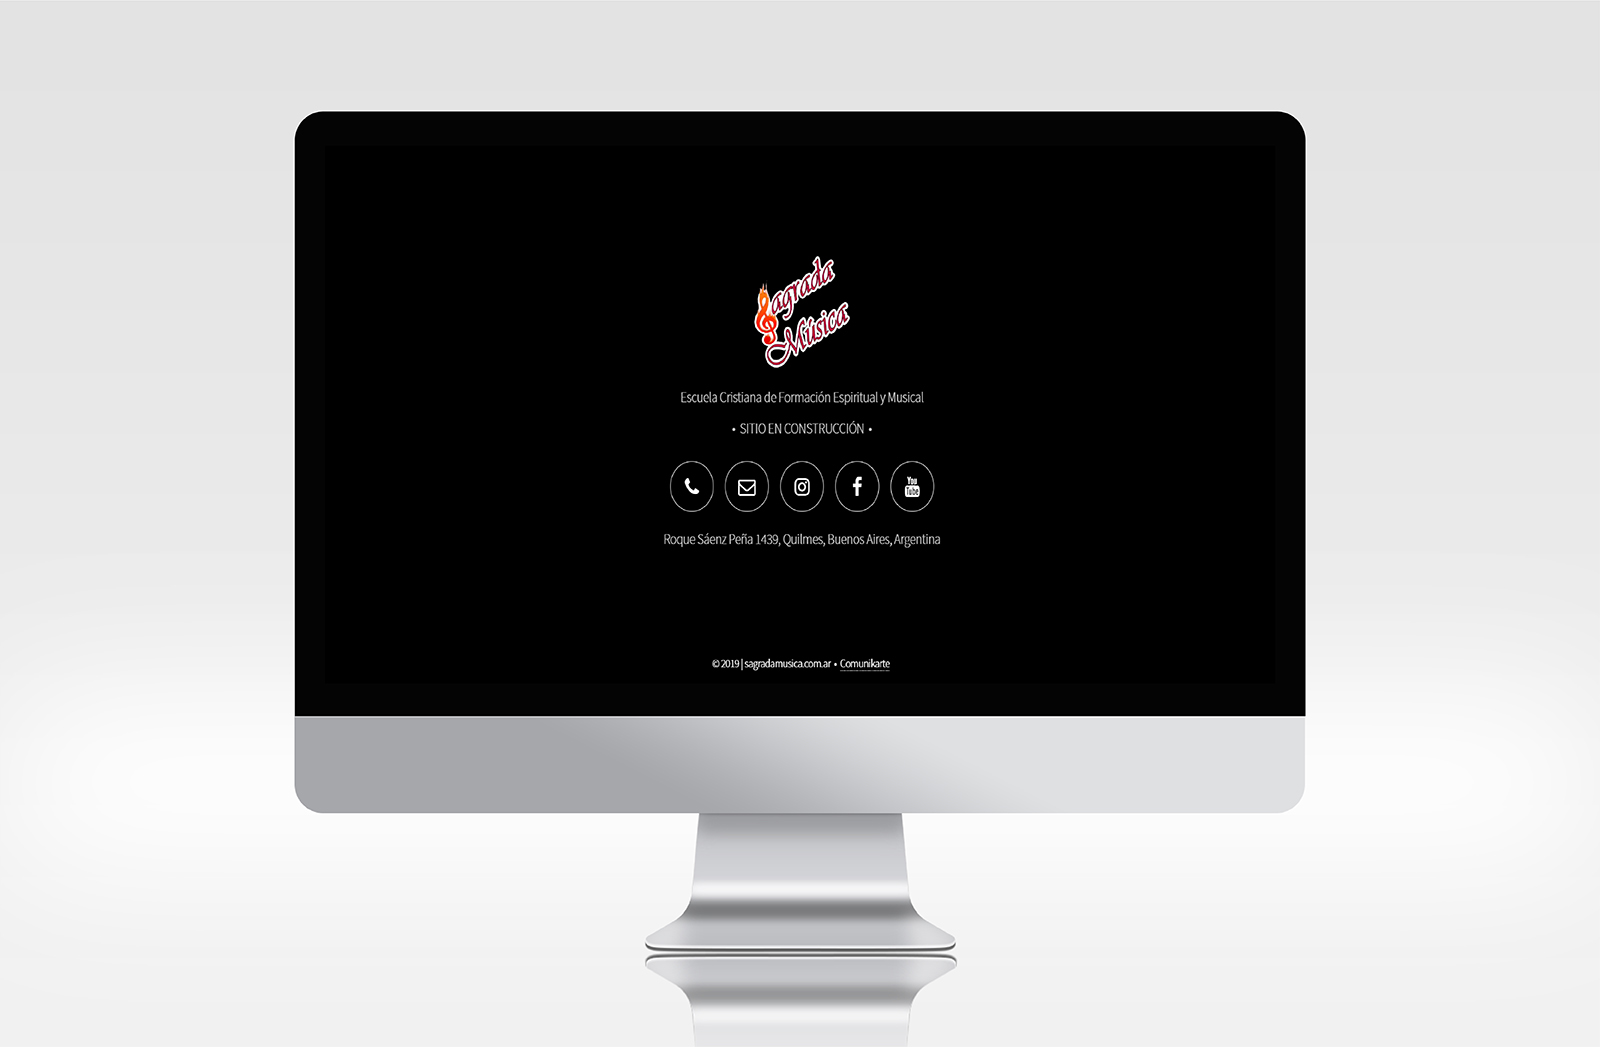 Sagrada
Música
Escuela Cristiana de Formación Espiritual y Musical
• SITIO EN CONSTRUCCIÓN •
You
Tube
Roque Sáenz Peña 1439, Quilmes, Buenos Aires, Argentina
© 2019 | sagradamusica.com.ar • Comunikarte